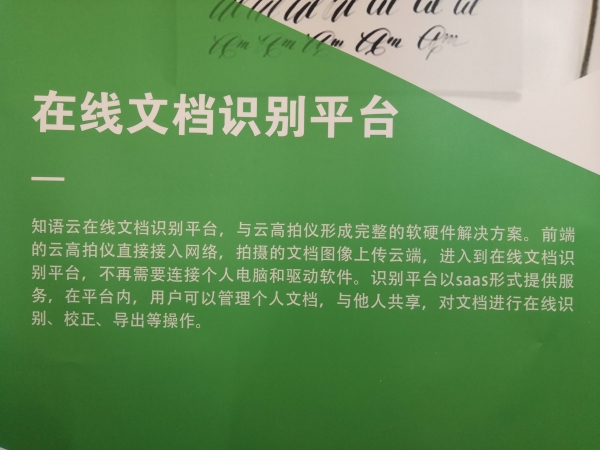 在线文档识别平台
知语云在线文档识别平台，与云高拍仪形成完整的软硬件解决方案。前端
的云高拍仪直接接入网络，拍摄的文档图像上传云端，进入到在线文档识
别平台，不再需要连接个人电脑和驱动软件。识别平台以saas形式提供服
务，在平台内，用户可以管理个人文档，与他人共享，对文档进行在线识
别、校正、导出等操作。